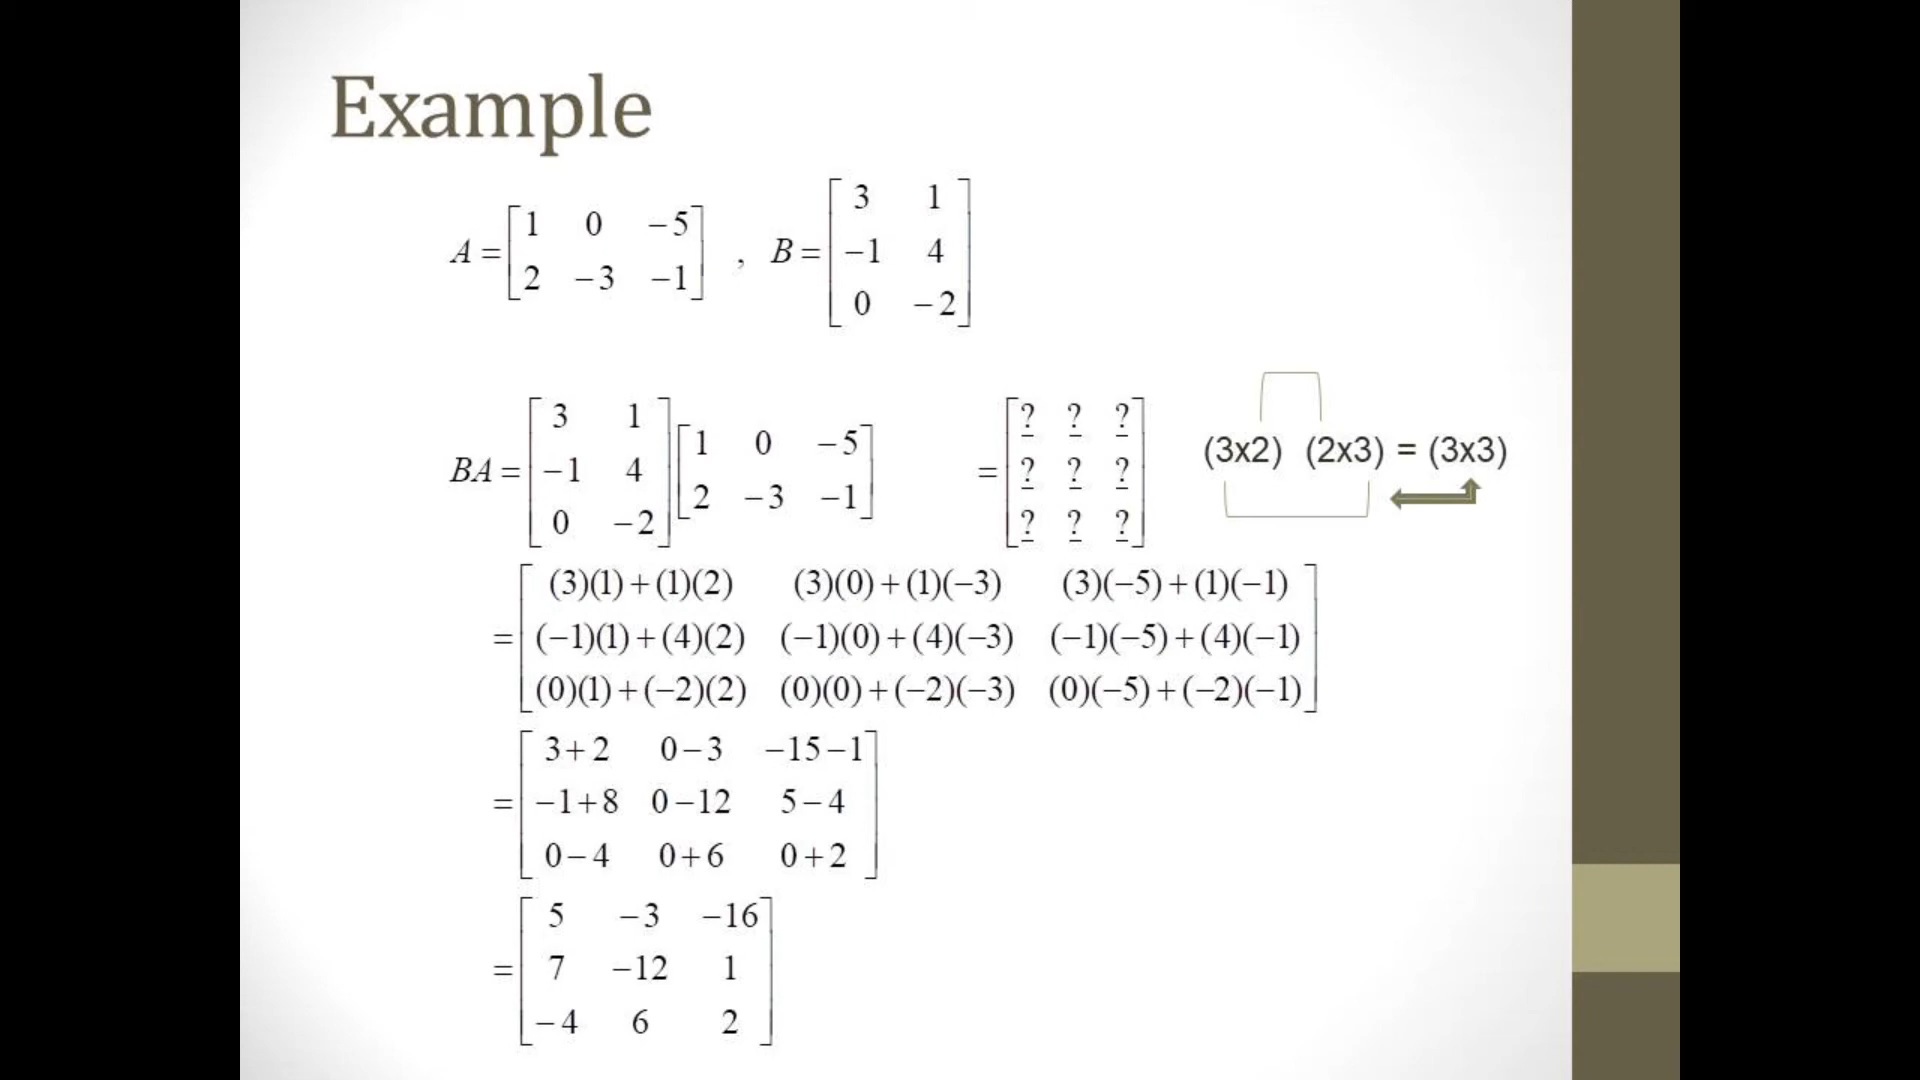 Example
A = [1 0 −5; 2 −3 −1] , B = [3 1; −1 4; 0 −2]
BA = [3 1; −1 4; 0 −2] [1 0 −5; 2 −3 −1] = [? ? ?; ? ? ?; ? ? ?] (3x2) (2x3) = (3x3)
= [(3)(1)+(1)(2) (3)(0)+(1)(−3) (3)(−5)+(1)(−1); (−1)(1)+(4)(2) (−1)(0)+(4)(−3) (−1)(−5)+(4)(−1); (0)(1)+(−2)(2) (0)(0)+(−2)(−3) (0)(−5)+(−2)(−1)]
= [3+2 0−3 −15−1; −1+8 0−12 5−4; 0−4 0+6 0+2]
= [5 −3 −16; 7 −12 1; −4 6 2]